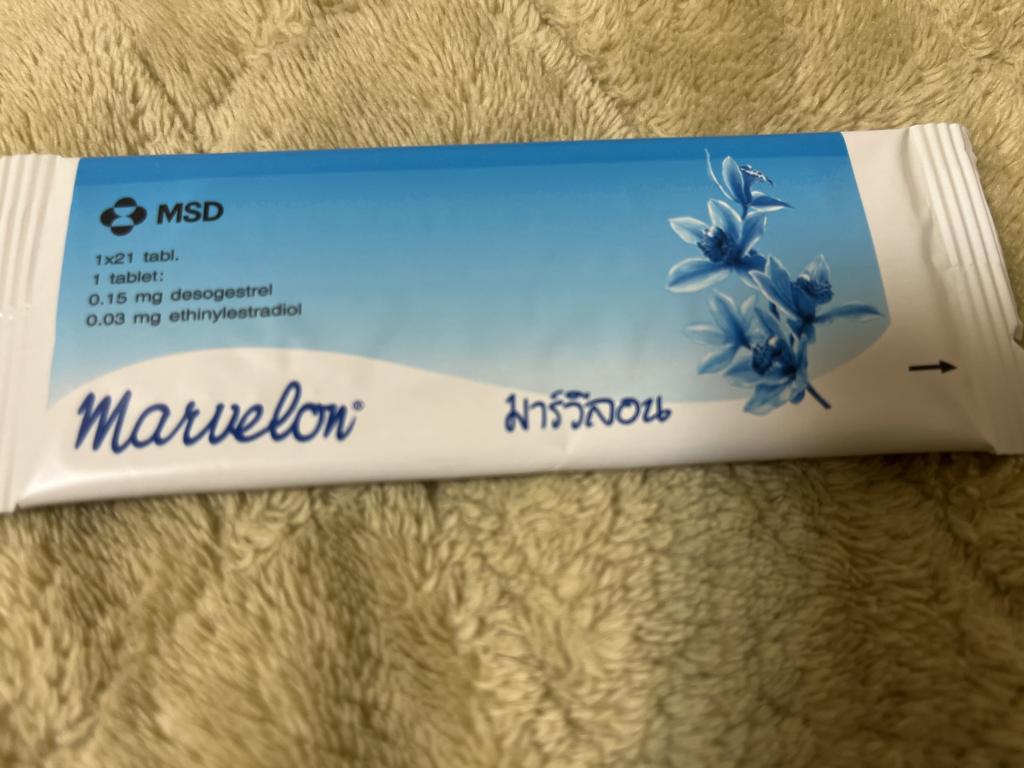 MSD
1x21 tabl.
1 tablet:
0.15 mg desogestrel
0.03 mg ethinylestradiol
Marvelon®
มาร์วีลอน